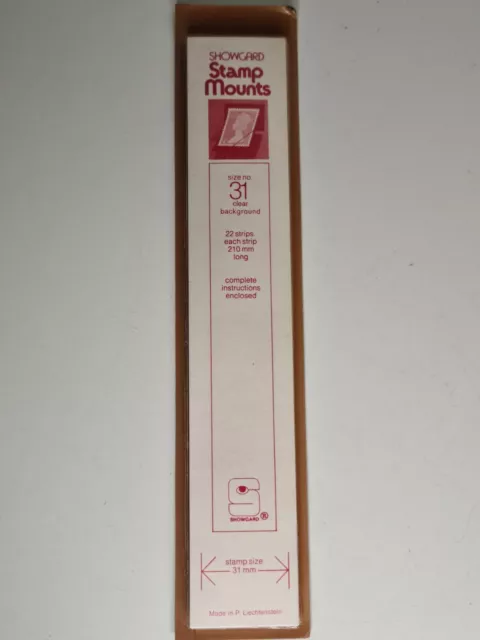 SHOWGARD
Stamp
Mounts
size no
31
clear
background
22 strips
each strip
210 mm
long
complete
instructions
enclosed
SHOWGARD ®
stamp size
31 mm
Made in P. Liechtenstein